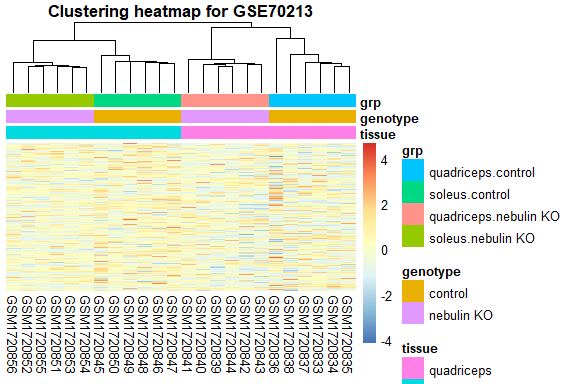 Clustering heatmap for GSE70213
grp
genotype
tissue
4
2
0
-2
-4
grp
quadriceps.control
soleus.control
quadriceps.nebulin KO
soleus.nebulin KO
genotype
control
nebulin KO
tissue
quadriceps
GSM1720856
GSM1720852
GSM1720855
GSM1720851
GSM1720853
GSM1720854
GSM1720845
GSM1720850
GSM1720849
GSM1720848
GSM1720846
GSM1720847
GSM1720841
GSM1720840
GSM1720839
GSM1720844
GSM1720842
GSM1720843
GSM1720836
GSM1720838
GSM1720837
GSM1720833
GSM1720834
GSM1720835